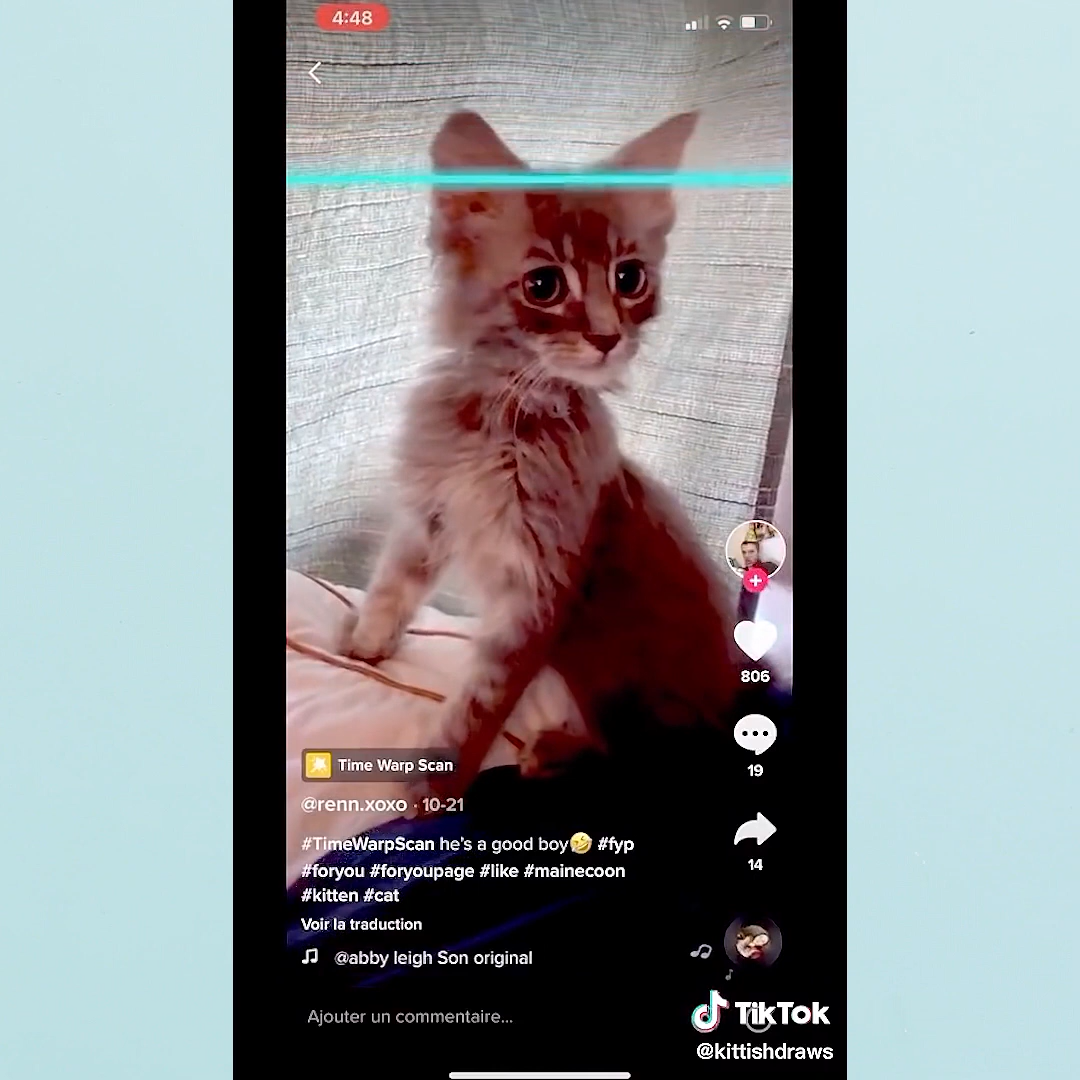 4:48
806
19
14
Time Warp Scan
@renn.xoxo · 10-21
#TimeWarpScan he's a good boy🤣 #fyp
#foryou #foryoupage #like #mainecoon
#kitten #cat
Voir la traduction
@abby leigh Son original
Ajouter un commentaire...
TikTok
@kittishdraws